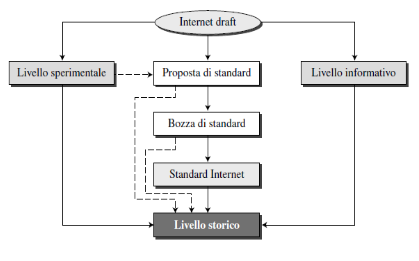 Internet draft
Livello sperimentale
Proposta di standard
Livello informativo
Bozza di standard
Standard Internet
Livello storico